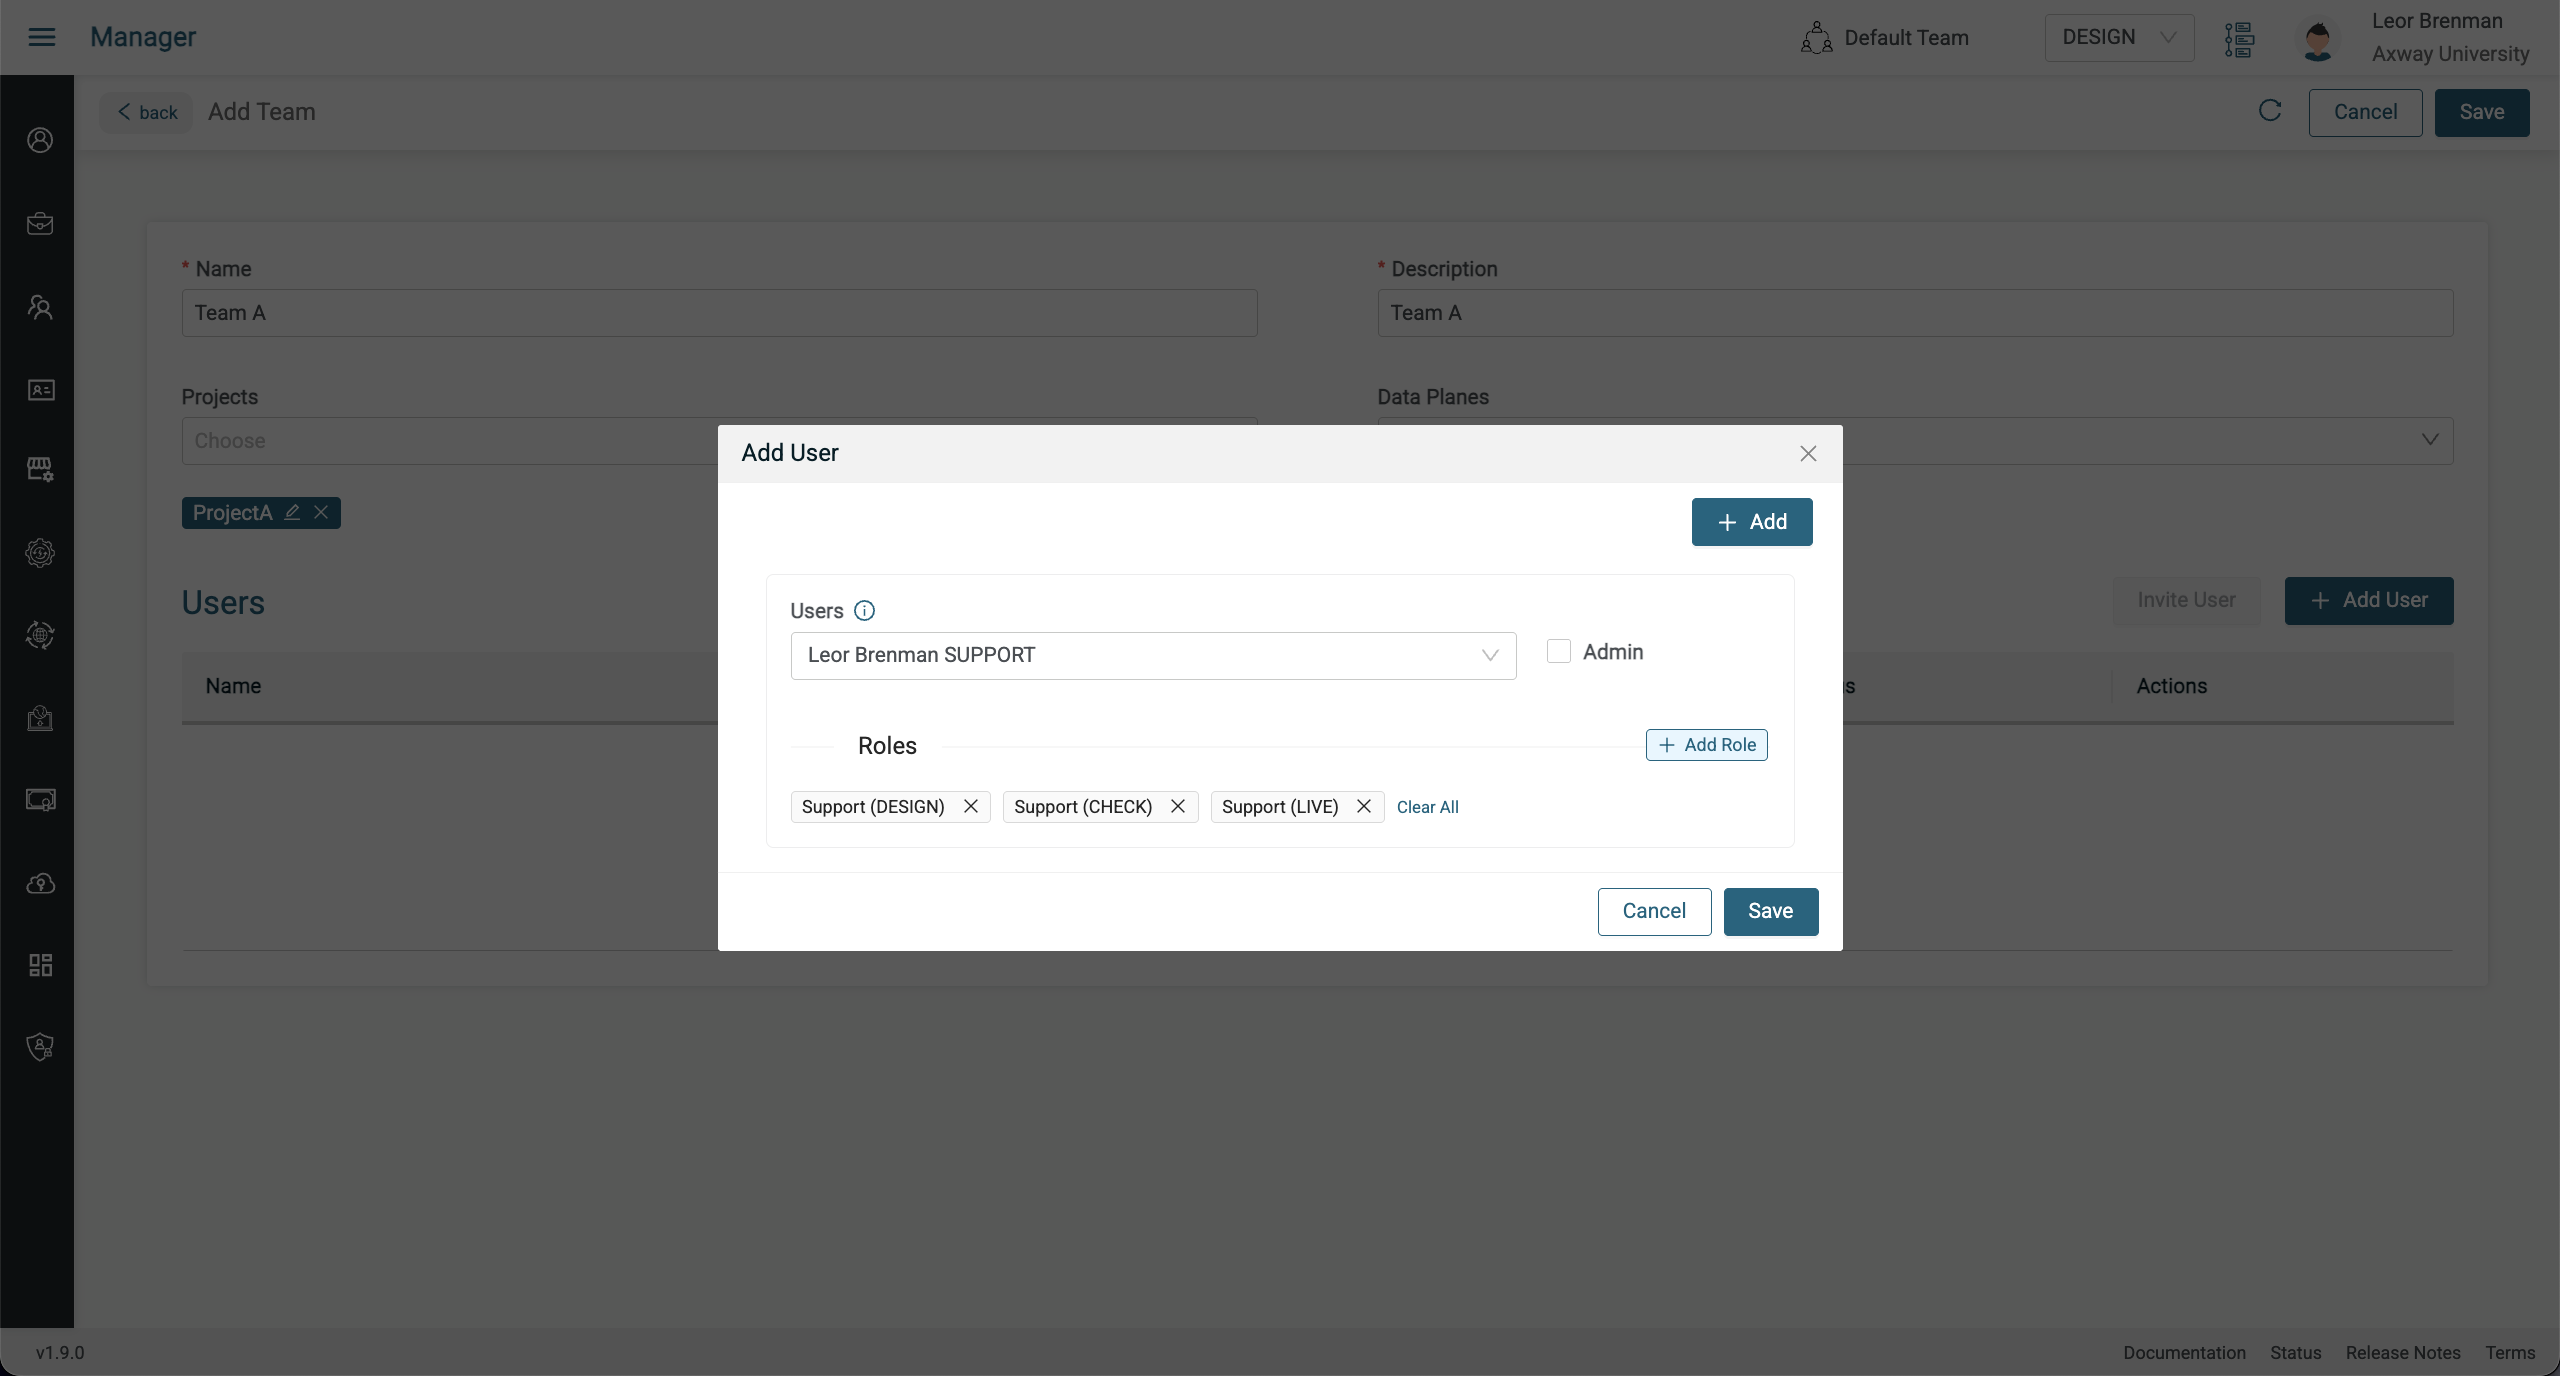 Manager
Default Team
DESIGN
Leor Brenman
Axway University
back
Add Team
Cancel
Save
* Name
* Description
Team A
Team A
Projects
Data Planes
Choose
ProjectA
Users
Invite User
Add User
Name
s
Actions
Add User
Add
Users
Leor Brenman SUPPORT
Admin
Roles
Add Role
Support (DESIGN)
Support (CHECK)
Support (LIVE)
Clear All
Cancel
Save
v1.9.0
Documentation
Status
Release Notes
Terms